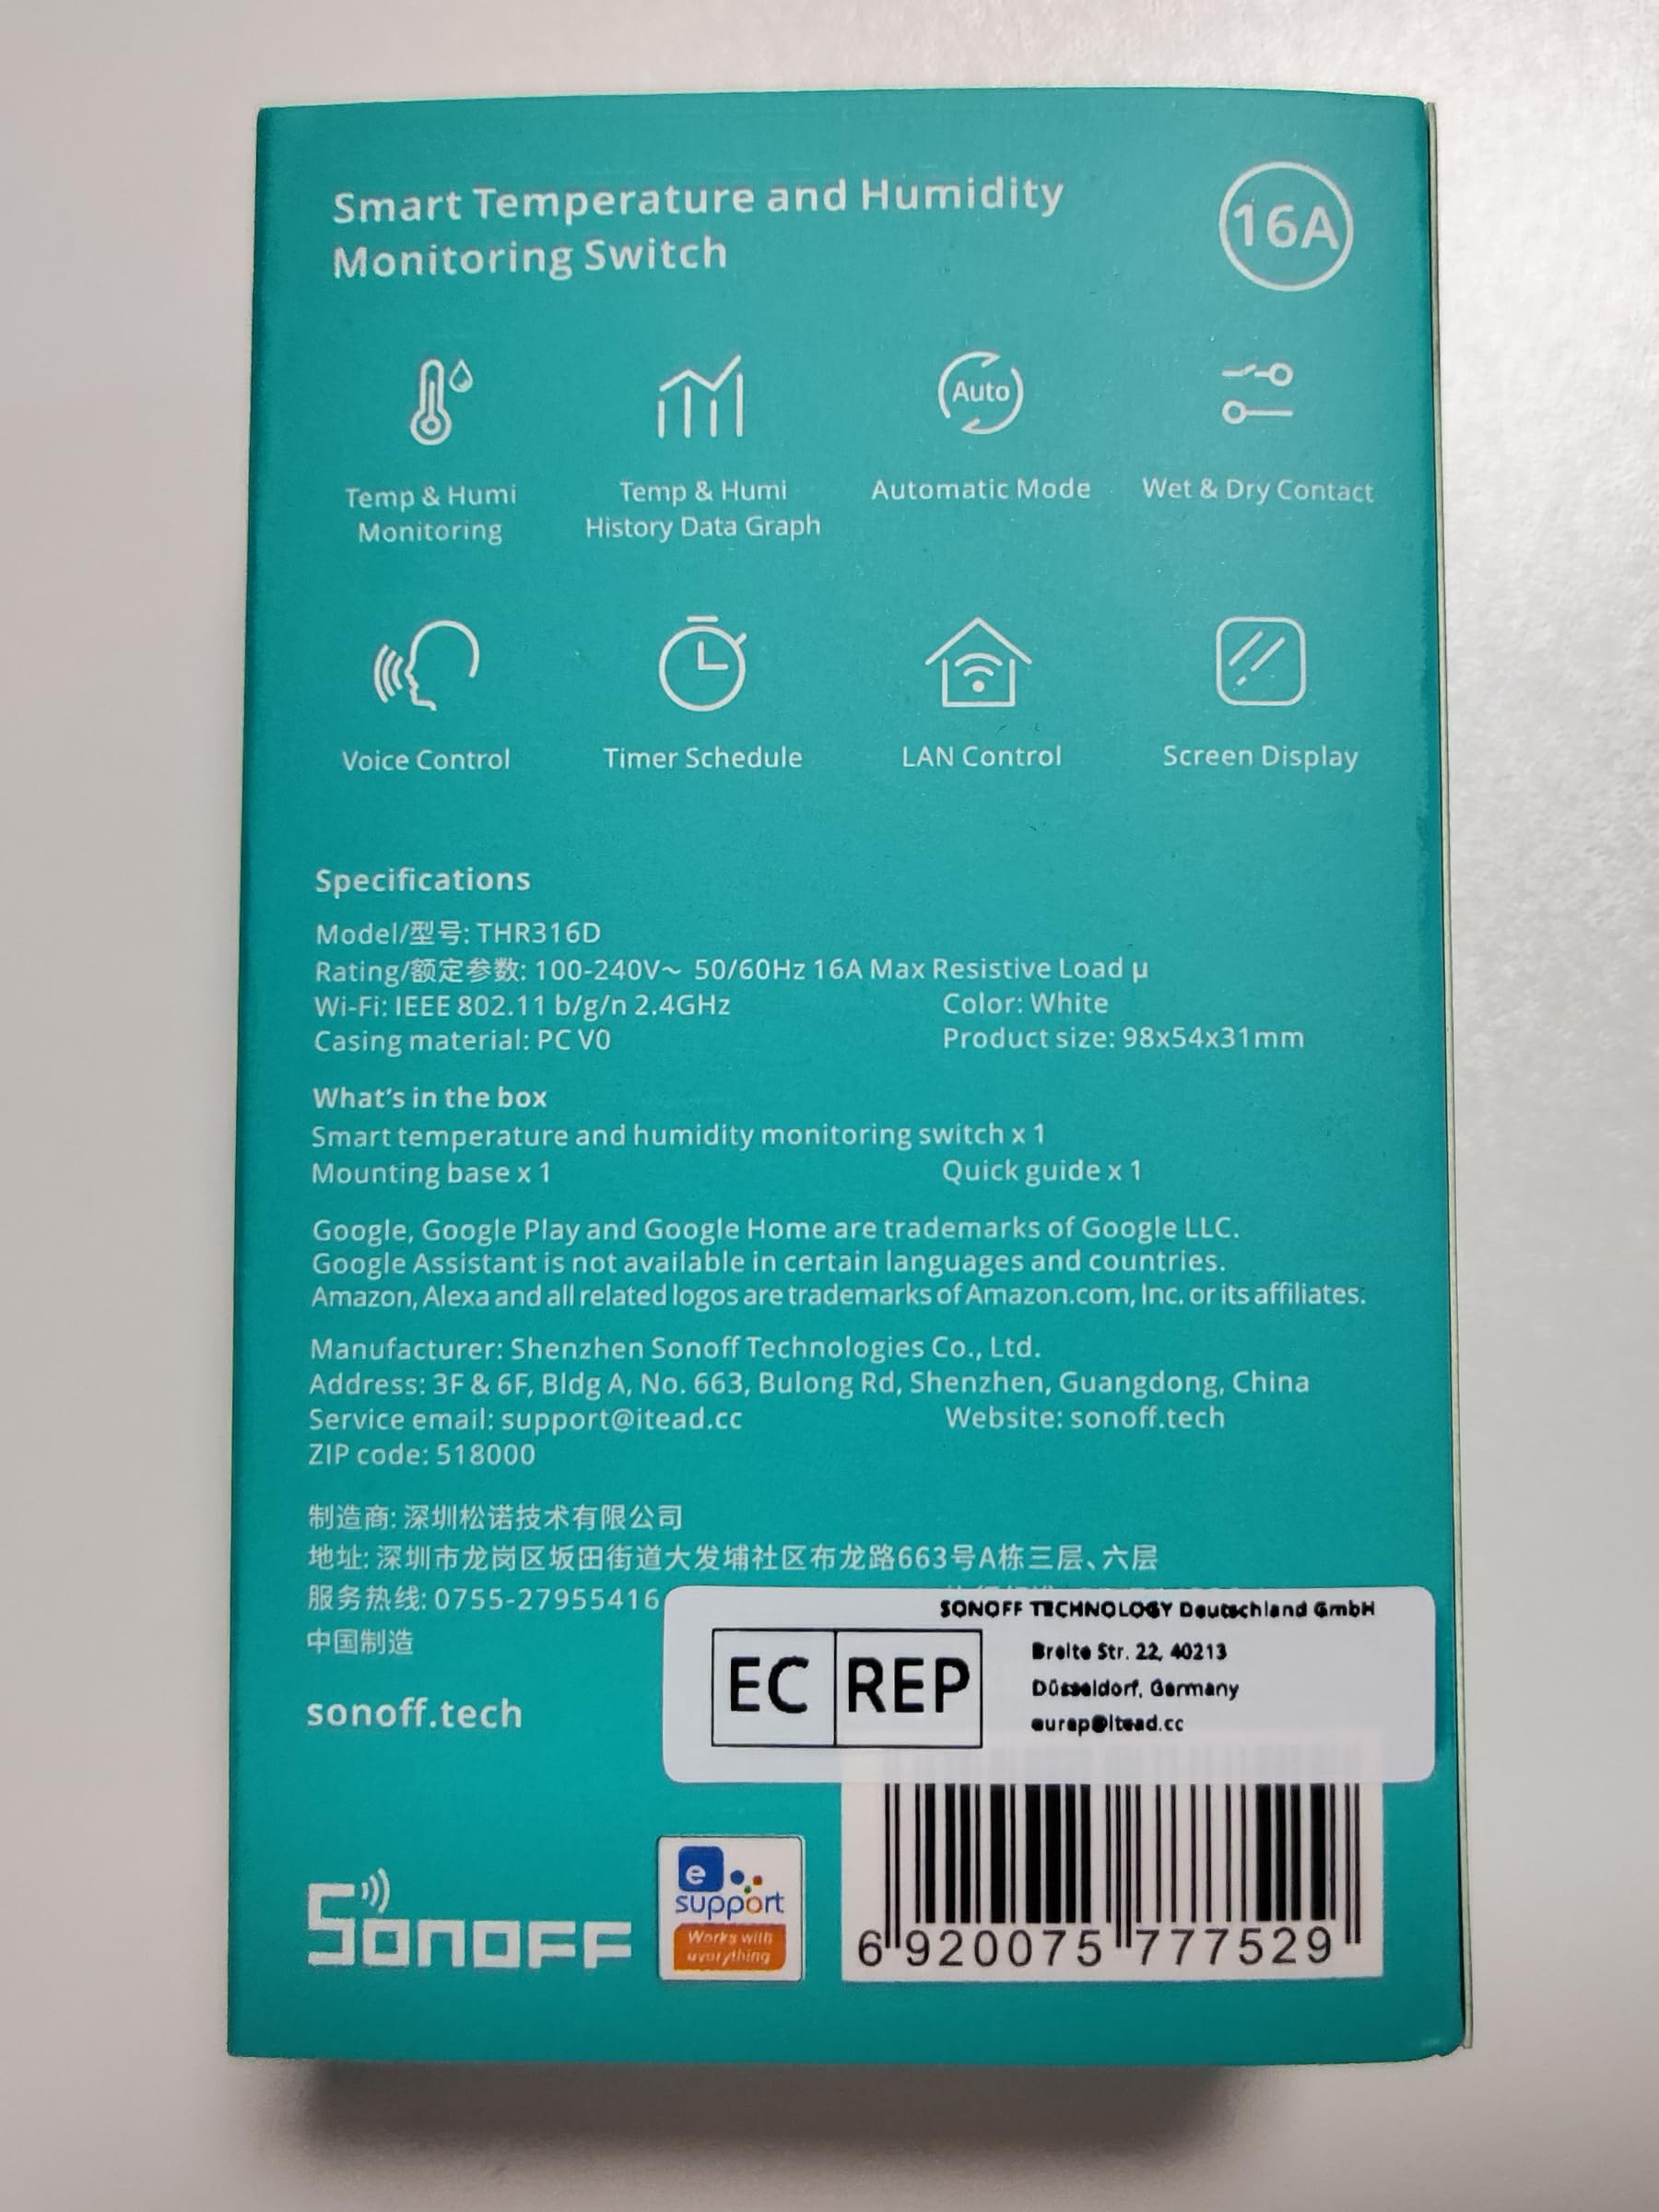 Smart Temperature and Humidity
Monitoring Switch
16A
Temp & Humi
Monitoring
Temp & Humi
History Data Graph
Auto
Automatic Mode
Wet & Dry Contact
Voice Control
Timer Schedule
LAN Control
Screen Display
Specifications
Model/型号: THR316D
Rating/额定参数: 100-240V~ 50/60Hz 16A Max Resistive Load μ
Wi-Fi: IEEE 802.11 b/g/n 2.4GHz
Color: White
Casing material: PC V0
Product size: 98x54x31mm
What's in the box
Smart temperature and humidity monitoring switch x 1
Mounting base x 1
Quick guide x 1
Google, Google Play and Google Home are trademarks of Google LLC.
Google Assistant is not available in certain languages and countries.
Amazon, Alexa and all related logos are trademarks of Amazon.com, Inc. or its affiliates.
Manufacturer: Shenzhen Sonoff Technologies Co., Ltd.
Address: 3F & 6F, Bldg A, No. 663, Bulong Rd, Shenzhen, Guangdong, China
Service email: support@itead.cc
Website: sonoff.tech
ZIP code: 518000
制造商: 深圳松诺技术有限公司
地址: 深圳市龙岗区坂田街道大发埔社区布龙路663号A栋三层、六层
服务热线: 0755-27955416
中国制造
sonoff.tech
EC REP
SONOFF TECHNOLOGY Deutschland GmbH
Breite Str. 22, 40213
Düsseldorf, Germany
eurep@itead.cc
SONOFF
e
support
Works with
everything
6 920075 777529